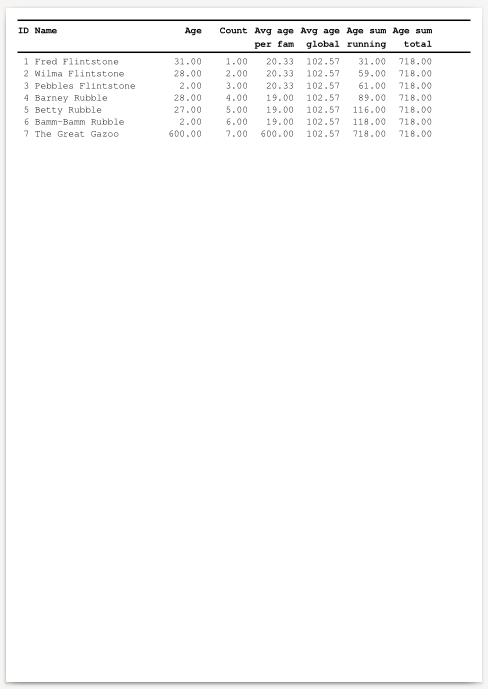 ID Name Age Count Avg age Avg age Age sum Age sum
per fam global running total
1 Fred Flintstone 31.00 1.00 20.33 102.57 31.00 718.00
2 Wilma Flintstone 28.00 2.00 20.33 102.57 59.00 718.00
3 Pebbles Flintstone 2.00 3.00 20.33 102.57 61.00 718.00
4 Barney Rubble 28.00 4.00 19.00 102.57 89.00 718.00
5 Betty Rubble 27.00 5.00 19.00 102.57 116.00 718.00
6 Bamm-Bamm Rubble 2.00 6.00 19.00 102.57 118.00 718.00
7 The Great Gazoo 600.00 7.00 600.00 102.57 718.00 718.00